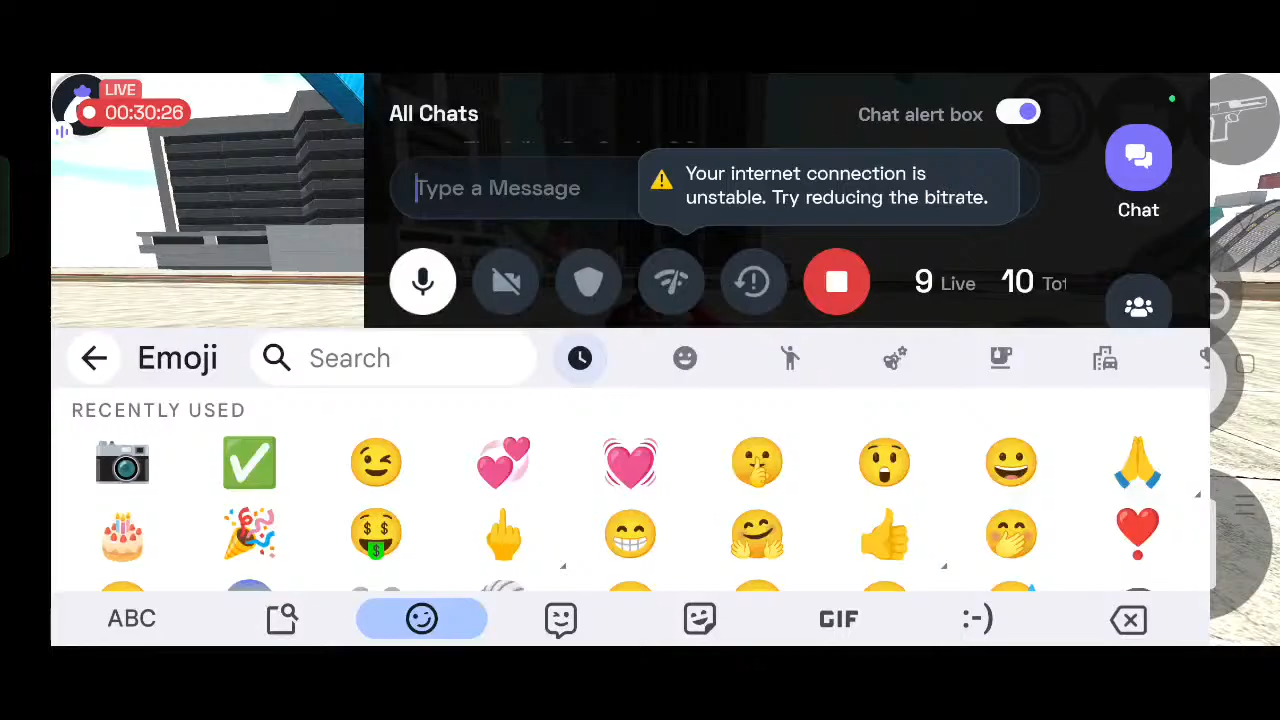 LIVE
00:30:26
All Chats
Chat alert box
Type a Message
Your internet connection is
unstable. Try reducing the bitrate.
Chat
9 Live 10
Emoji
Search
RECENTLY USED
ABC
GIF
:-)